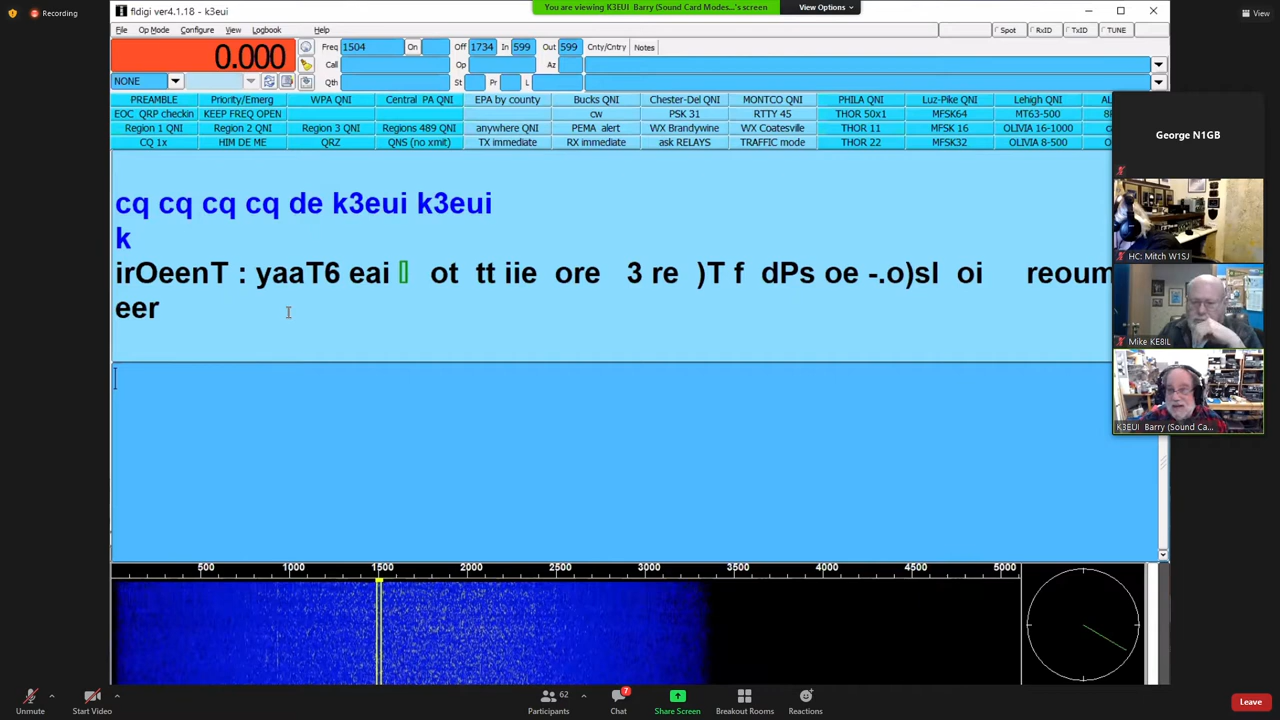 Recording
You are viewing K3EUI Barry (Sound Card Modes...'s screen
View Options
View
fldigi ver4.1.18 - k3eui
File Op Mode Configure View Logbook Help
Spot RxID TxID TUNE
0.000
Freq 1504 On Off 1734 In 599 Out 599 Cnty/Cntry Notes
Call Op Az
NONE
Qth St Pr L
PREAMBLE Priority/Emerg WPA QNI Central PA QNI EPA by county Bucks QNI Chester-Del QNI MONTCO QNI PHILA QNI Luz-Pike QNI Lehigh QNI
EOC QRP checkin KEEP FREQ OPEN cw PSK 31 RTTY 45 THOR 50x1 MFSK64 MT63-500
Region 1 QNI Region 2 QNI Region 3 QNI Regions 489 QNI anywhere QNI PEMA alert WX Brandywine WX Coatesville THOR 11 MFSK 16 OLIVIA 16-1000
CQ 1x HIM DE ME QRZ QNS (no xmit) TX immediate RX immediate ask RELAYS TRAFFIC mode THOR 22 MFSK32 OLIVIA 8-500
George N1GB
HC: Mitch W1SJ
Mike KE8IL
K3EUI Barry (Sound Ca...
cq cq cq cq de k3eui k3eui
k
irOeenT : yaaT6 eai ot tt iie ore 3 re )T f dPs oe -.o)sI oi reoum
eer
500 1000 1500 2000 2500 3000 3500 4000 4500 5000
Unmute Start Video Participants 62 Chat 7 Share Screen Breakout Rooms Reactions Leave